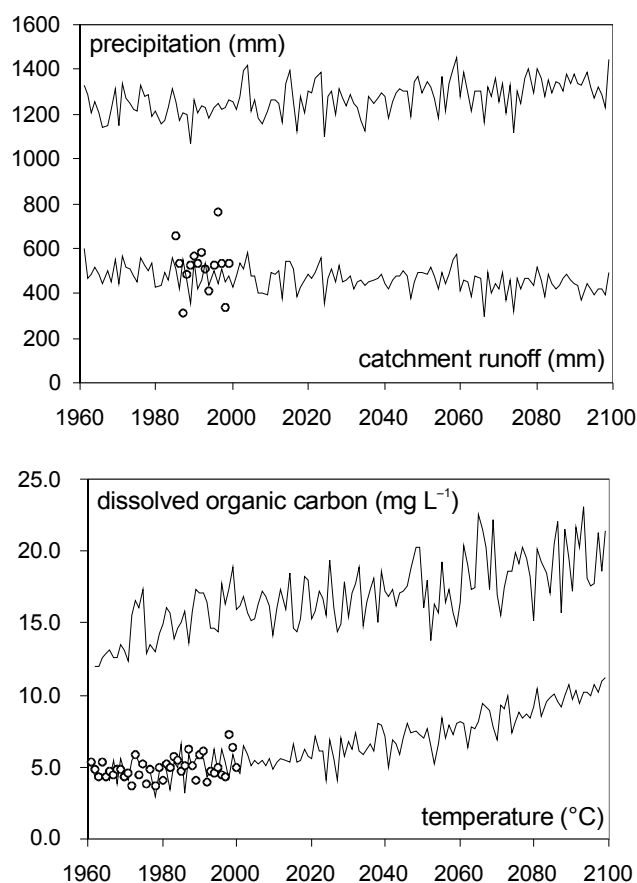 1600
precipitation (mm)
1400
1200
1000
800
600
400
200
catchment runoff (mm)
0
1960 1980 2000 2020 2040 2060 2080 2100
25.0
dissolved organic carbon (mg L⁻¹)
20.0
15.0
10.0
5.0
temperature (°C)
0.0
1960 1980 2000 2020 2040 2060 2080 2100